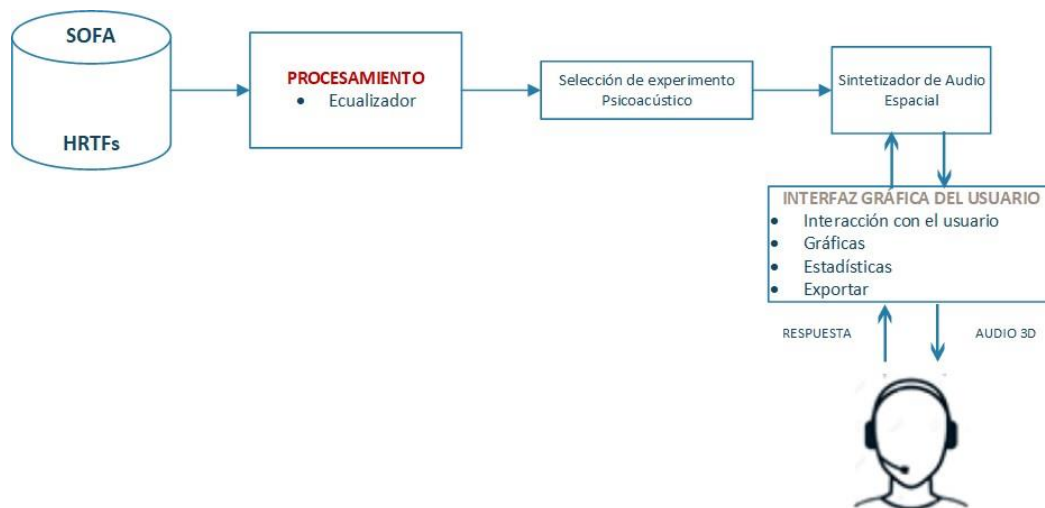 SOFA
HRTFs
PROCESAMIENTO
• Ecualizador
Selección de experimento
Psicoacústico
Sintetizador de Audio
Espacial
INTERFAZ GRÁFICA DEL USUARIO
• Interacción con el usuario
• Gráficas
• Estadísticas
• Exportar
RESPUESTA
AUDIO 3D